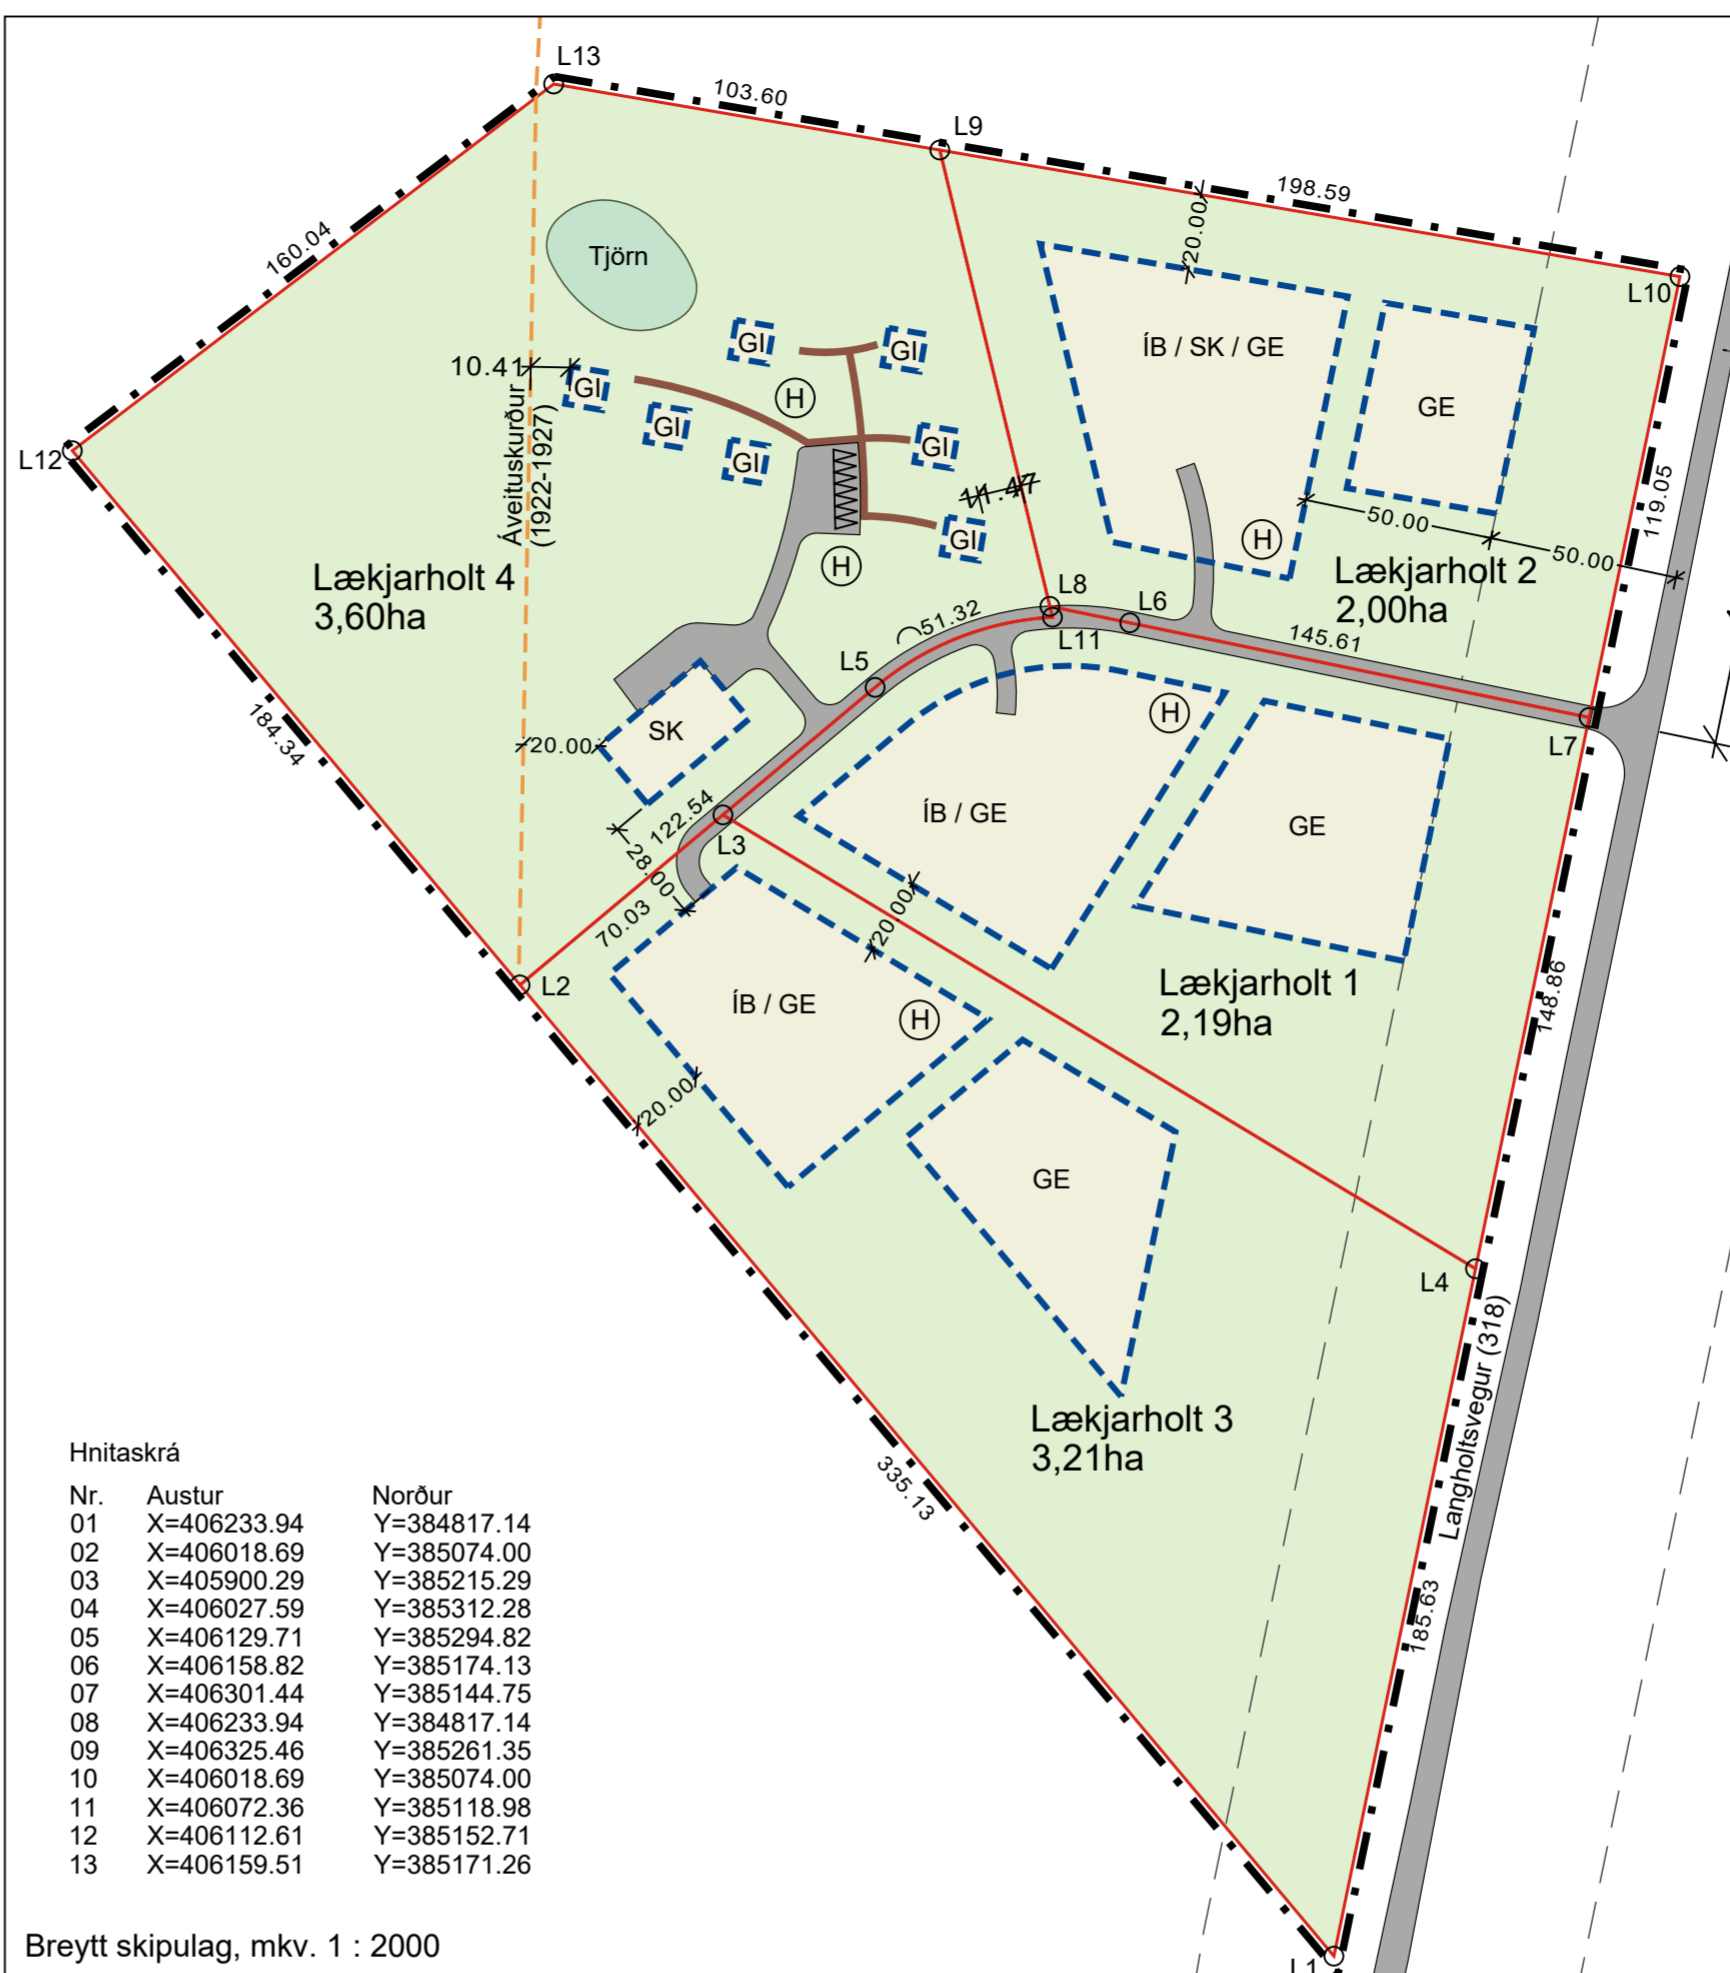 L13
103.60
L9
198.59
160.04
20.00
Tjörn
L10
ÍB / SK / GE
GI
GI
10.41
GI
H
GE
GI
GI
GI
L12
Áveituskurður
(1922-1927)
11.47
119.05
50.00
H
GI
50.00
H
Lækjarholt 4
3,60ha
Lækjarholt 2
2,00ha
L8
L6
51.32
L11
145.61
L5
184.34
SK
20.00
H
L7
122.54
L3
28.00
ÍB / GE
GE
20.00
70.03
L2
ÍB / GE
H
Lækjarholt 1
2,19ha
148.86
20.00
GE
L4
Langholtsvegur (318)
Lækjarholt 3
3,21ha
335.13
185.63
L1
Hnitaskrá
Nr. Austur Norður
01 X=406233.94 Y=384817.14
02 X=406018.69 Y=385074.00
03 X=405900.29 Y=385215.29
04 X=406027.59 Y=385312.28
05 X=406129.71 Y=385294.82
06 X=406158.82 Y=385174.13
07 X=406301.44 Y=385144.75
08 X=406233.94 Y=384817.14
09 X=406325.46 Y=385261.35
10 X=406018.69 Y=385074.00
11 X=406072.36 Y=385118.98
12 X=406112.61 Y=385152.71
13 X=406159.51 Y=385171.26
Breytt skipulag, mkv. 1 : 2000